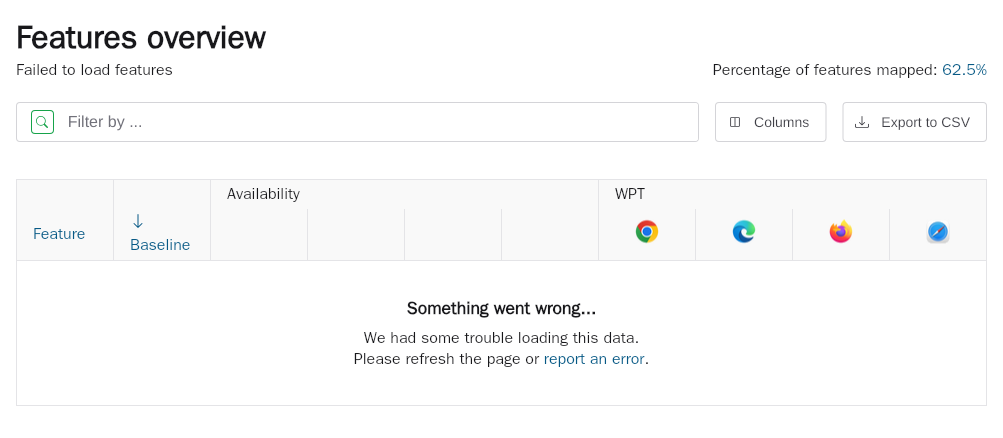 Features overview
Failed to load features
Percentage of features mapped: 62.5%
Filter by ...
Columns
Export to CSV
Availability
WPT
Feature
Baseline
Something went wrong...
We had some trouble loading this data.
Please refresh the page or report an error.